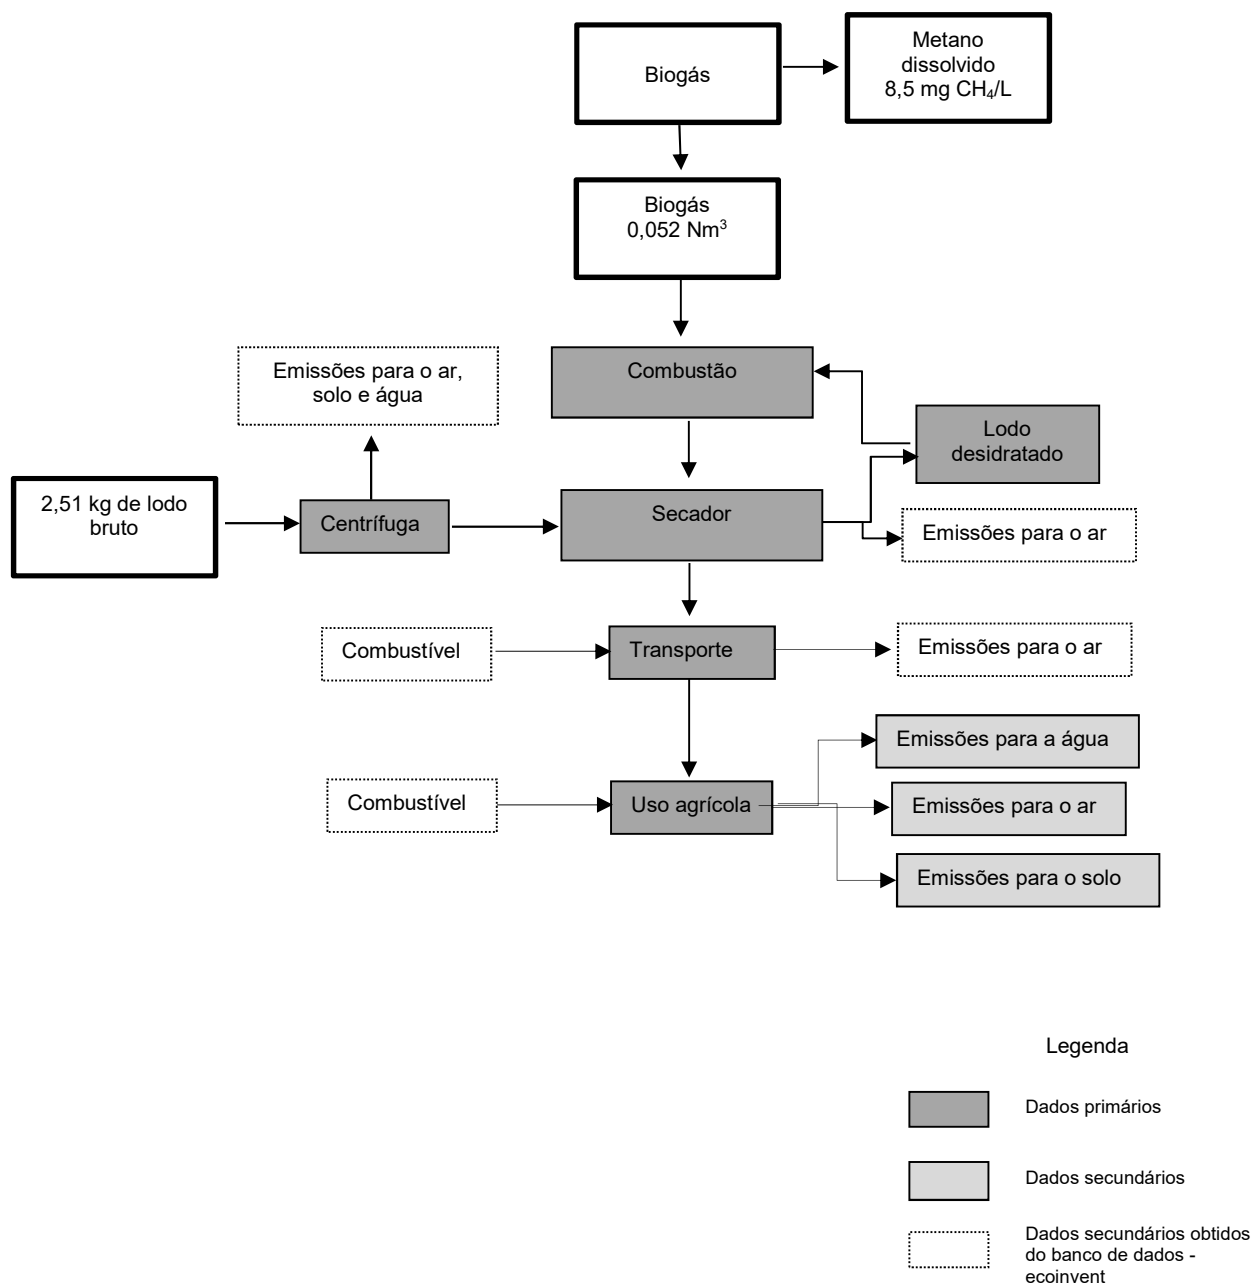 Biogás
Metano
dissolvido
8,5 mg CH₄/L
Biogás
0,052 Nm³
Emissões para o ar,
solo e água
Combustão
Lodo
desidratado
2,51 kg de lodo
bruto
Centrífuga
Secador
Emissões para o ar
Combustível
Transporte
Emissões para o ar
Emissões para a água
Combustível
Uso agrícola
Emissões para o ar
Emissões para o solo
Legenda
Dados primários
Dados secundários
Dados secundários obtidos
do banco de dados -
ecoinvent